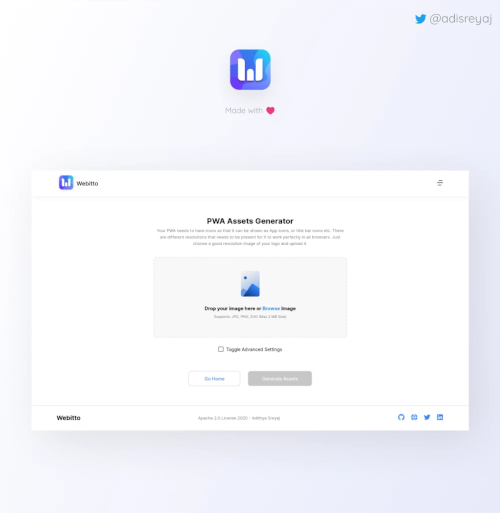 @adisreyaj
Made with
Webitto
PWA Assets Generator
Your PWA needs to have icons so that it can be shown as App icons, or title bar icons etc. There
are different resolutions that needs to be present for it to work perfectly in all browsers. Just
choose a good resolution image of your logo and upload it.
Drop your image here or Browse Image
Supports: JPG, PNG, SVG
Toggle Advanced Settings
Go Home
Generate Assets
Webitto
Apache 2.0 License 2020 - Adithya Sreyaj